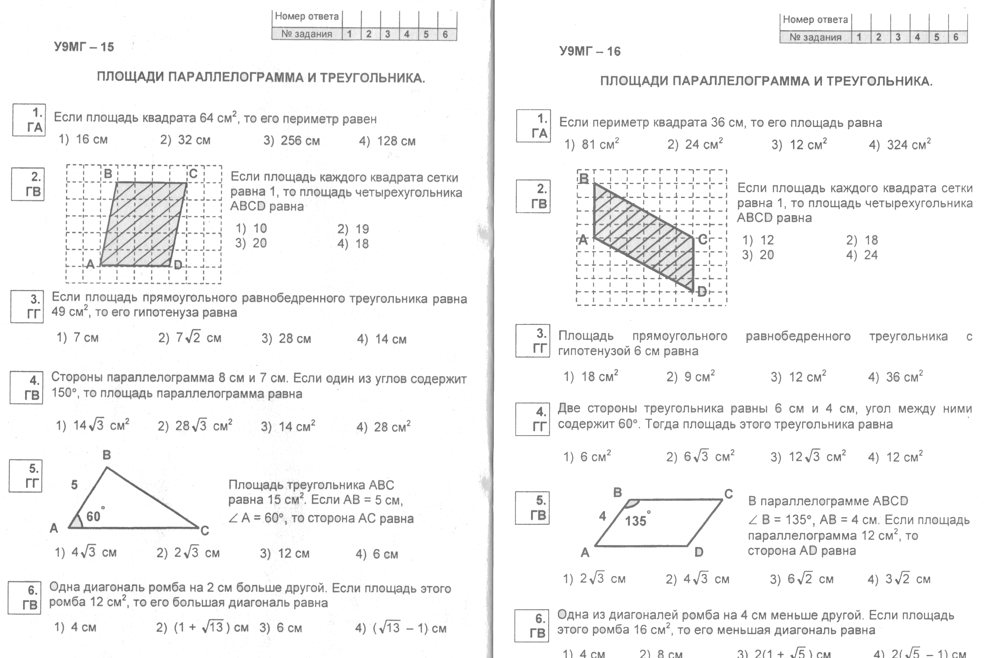 Номер ответа
№ задания 1 2 3 4 5 6
У9МГ – 15
ПЛОЩАДИ ПАРАЛЛЕЛОГРАММА И ТРЕУГОЛЬНИКА.
1.
ГА
Если площадь квадрата 64 см², то его периметр равен
1) 16 см 2) 32 см 3) 256 см 4) 128 см
2.
ГВ
B C
A D
Если площадь каждого квадрата сетки
равна 1, то площадь четырехугольника
ABCD равна
1) 10 2) 19
3) 20 4) 18
3.
ГГ
Если площадь прямоугольного равнобедренного треугольника равна
49 см², то его гипотенуза равна
1) 7 см 2) 7√2 см 3) 28 см 4) 14 см
4.
ГВ
Стороны параллелограмма 8 см и 7 см. Если один из углов содержит
150°, то площадь параллелограмма равна
1) 14√3 см² 2) 28√3 см² 3) 14 см² 4) 28 см²
5.
ГГ
B
5
60°
A C
Площадь треугольника ABC
равна 15 см². Если AB = 5 см,
∠ A = 60°, то сторона AC равна
1) 4√3 см 2) 2√3 см 3) 12 см 4) 6 см
6.
ГВ
Одна диагональ ромба на 2 см больше другой. Если площадь этого
ромба 12 см², то его большая диагональ равна
1) 4 см 2) (1 + √13) см 3) 6 см 4) (√13 – 1) см
Номер ответа
№ задания 1 2 3 4 5 6
У9МГ – 16
ПЛОЩАДИ ПАРАЛЛЕЛОГРАММА И ТРЕУГОЛЬНИКА.
1.
ГА
Если периметр квадрата 36 см, то его площадь равна
1) 81 см² 2) 24 см² 3) 12 см² 4) 324 см²
2.
ГВ
B
A C
D
Если площадь каждого квадрата сетки
равна 1, то площадь четырехугольника
ABCD равна
1) 12 2) 18
3) 20 4) 24
3.
ГГ
Площадь прямоугольного равнобедренного треугольника с
гипотенузой 6 см равна
1) 18 см² 2) 9 см² 3) 12 см² 4) 36 см²
4.
ГГ
Две стороны треугольника равны 6 см и 4 см, угол между ними
содержит 60°. Тогда площадь этого треугольника равна
1) 6 см² 2) 6√3 см² 3) 12√3 см² 4) 12 см²
5.
ГВ
B C
4 135°
A D
В параллелограмме ABCD
∠ B = 135°, AB = 4 см. Если площадь
параллелограмма 12 см², то
сторона AD равна
1) 2√3 см 2) 4√3 см 3) 6√2 см 4) 3√2 см
6.
ГВ
Одна из диагоналей ромба на 4 см меньше другой. Если площадь
этого ромба 16 см², то его меньшая диагональ равна
1) 4 см 2) 8 см 3) 2(1 + √5) см 4) 2(√5 – 1) см